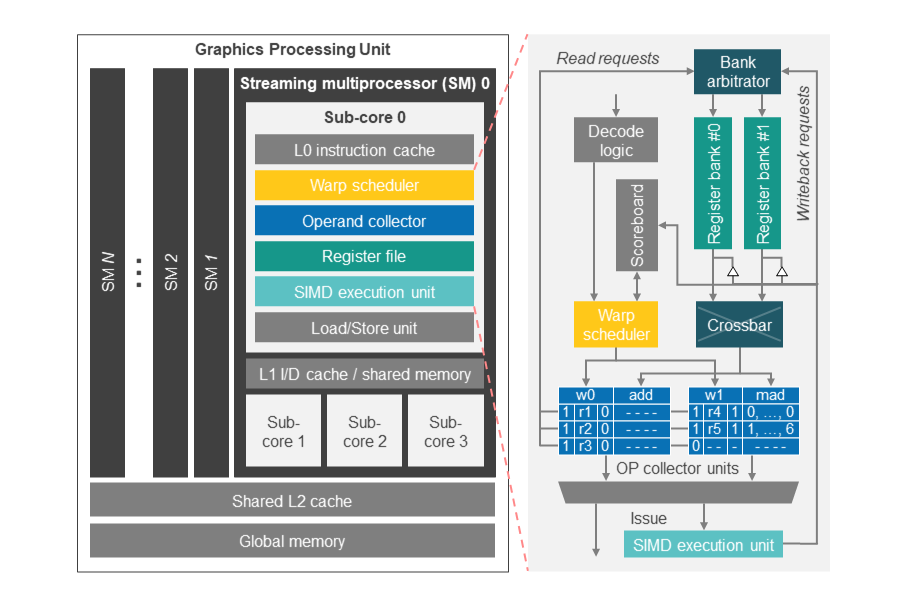 Graphics Processing Unit
SM N
SM 2
SM 1
Streaming multiprocessor (SM) 0
Sub-core 0
L0 instruction cache
Warp scheduler
Operand collector
Register file
SIMD execution unit
Load/Store unit
L1 I/D cache / shared memory
Sub-
core 1
Sub-
core 2
Sub-
core 3
Shared L2 cache
Global memory
Read requests
Bank
arbitrator
Writeback requests
Decode
logic
Register bank #0
Register bank #1
Scoreboard
Warp
scheduler
Crossbar
w0 add w1 mad
1 r1 0 - - - - 1 r4 1 0, ..., 0
1 r2 0 - - - - 1 r5 1 1, ..., 6
1 r3 0 - - - - 0 - - - - - - -
OP collector units
Issue
SIMD execution unit